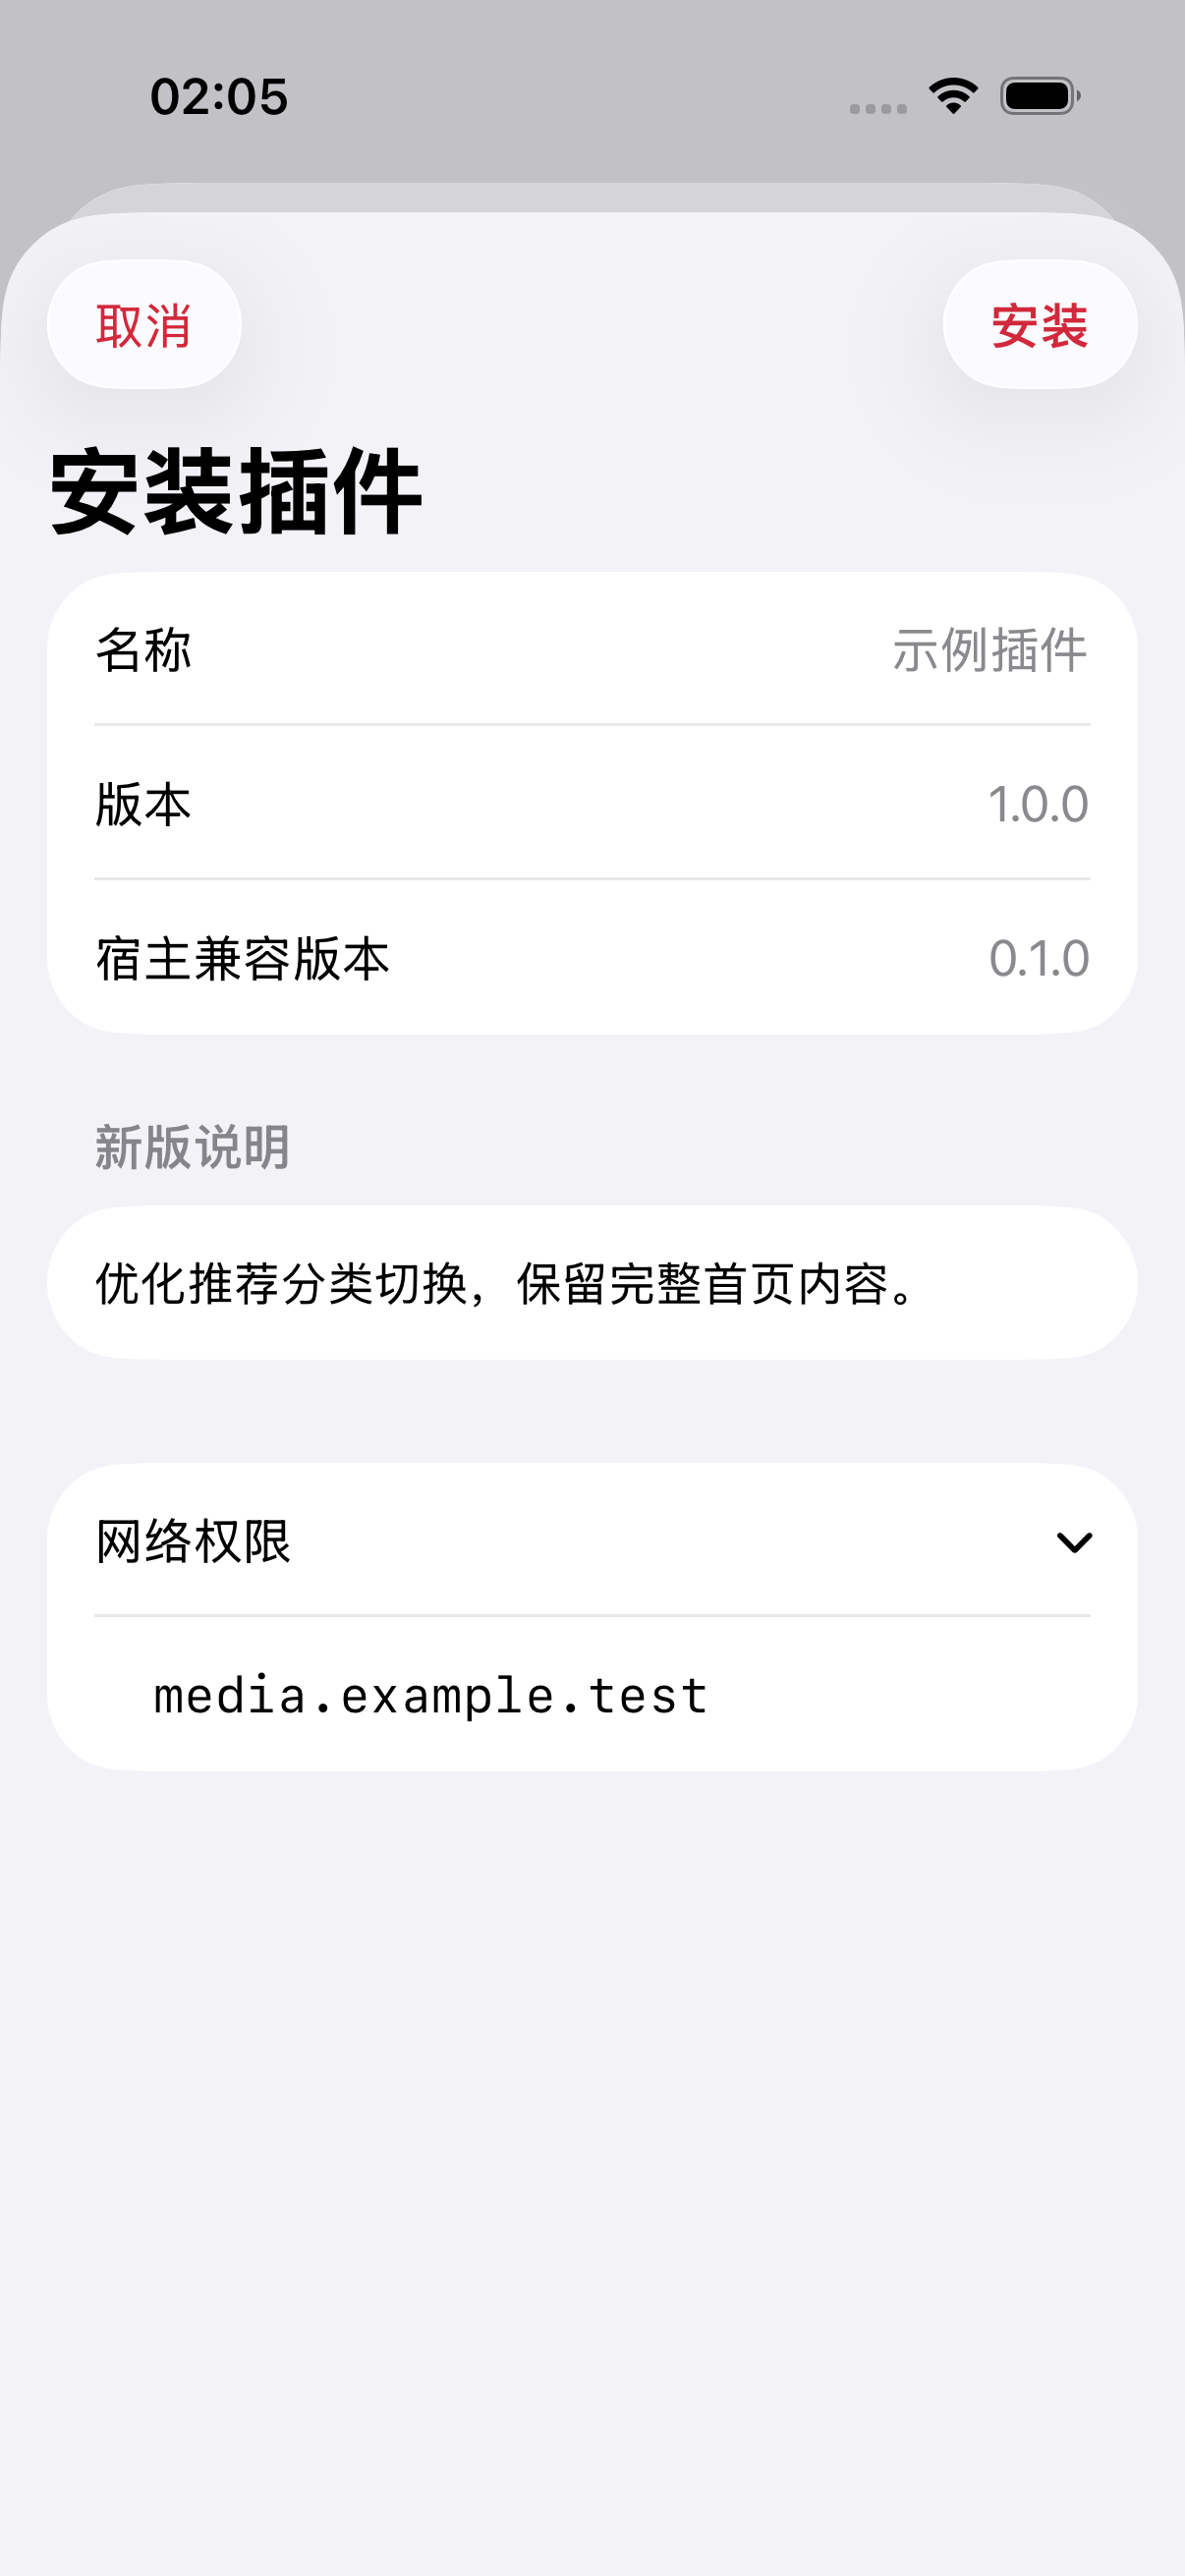 02:05
取消
安装
安装插件
名称
示例插件
版本
1.0.0
宿主兼容版本
0.1.0
新版说明
优化推荐分类切换，保留完整首页内容。
网络权限
media.example.test